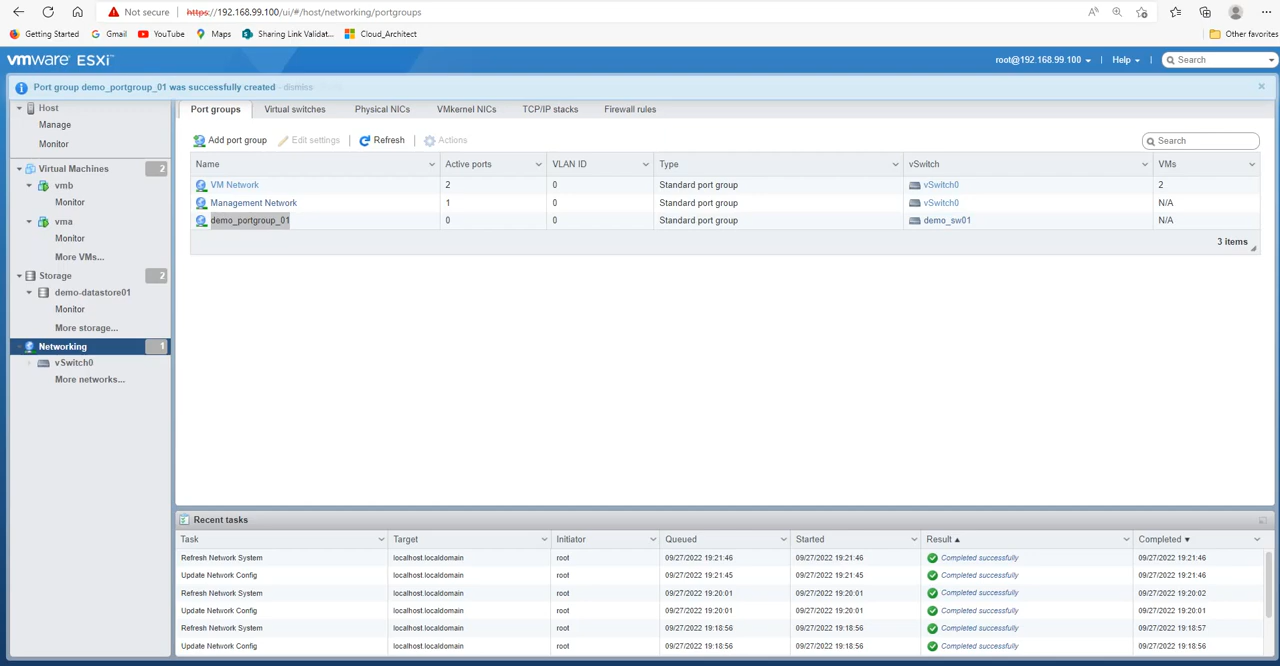 Not secure https://192.168.99.100/ui/#/host/networking/portgroups
Getting Started Gmail YouTube Maps Sharing Link Validat... Cloud_Architect Other favorites
vmware ESXi™ root@192.168.99.100 Help Search
Port group demo_portgroup_01 was successfully created dismiss
Host
Manage
Monitor
Virtual Machines 2
vmb
Monitor
vma
Monitor
More VMs...
Storage 2
demo-datastore01
Monitor
More storage...
Networking 1
vSwitch0
More networks...
Port groups Virtual switches Physical NICs VMkernel NICs TCP/IP stacks Firewall rules
Add port group Edit settings Refresh Actions Search
Name Active ports VLAN ID Type vSwitch VMs
VM Network 2 0 Standard port group vSwitch0 2
Management Network 1 0 Standard port group vSwitch0 N/A
demo_portgroup_01 0 0 Standard port group demo_sw01 N/A
3 items
Recent tasks
Task Target Initiator Queued Started Result Completed
Refresh Network System localhost.localdomain root 09/27/2022 19:21:46 09/27/2022 19:21:46 Completed successfully 09/27/2022 19:21:46
Update Network Config localhost.localdomain root 09/27/2022 19:21:45 09/27/2022 19:21:45 Completed successfully 09/27/2022 19:21:46
Refresh Network System localhost.localdomain root 09/27/2022 19:20:01 09/27/2022 19:20:01 Completed successfully 09/27/2022 19:20:02
Update Network Config localhost.localdomain root 09/27/2022 19:20:01 09/27/2022 19:20:01 Completed successfully 09/27/2022 19:20:01
Refresh Network System localhost.localdomain root 09/27/2022 19:18:56 09/27/2022 19:18:56 Completed successfully 09/27/2022 19:18:57
Update Network Config localhost.localdomain root 09/27/2022 19:18:56 09/27/2022 19:18:56 Completed successfully 09/27/2022 19:18:56